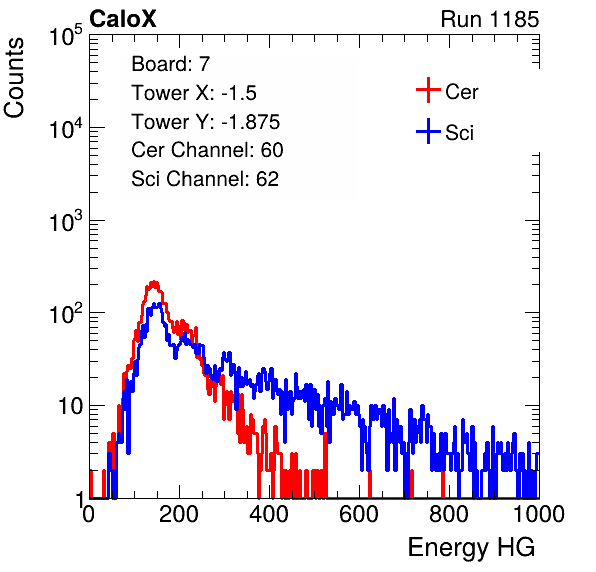 CaloX Run 1185
Counts
10^5
10^4
10^3
10^2
10
1
Board: 7
Tower X: -1.5
Tower Y: -1.875
Cer Channel: 60
Sci Channel: 62
Cer
Sci
0 200 400 600 800 1000
Energy HG